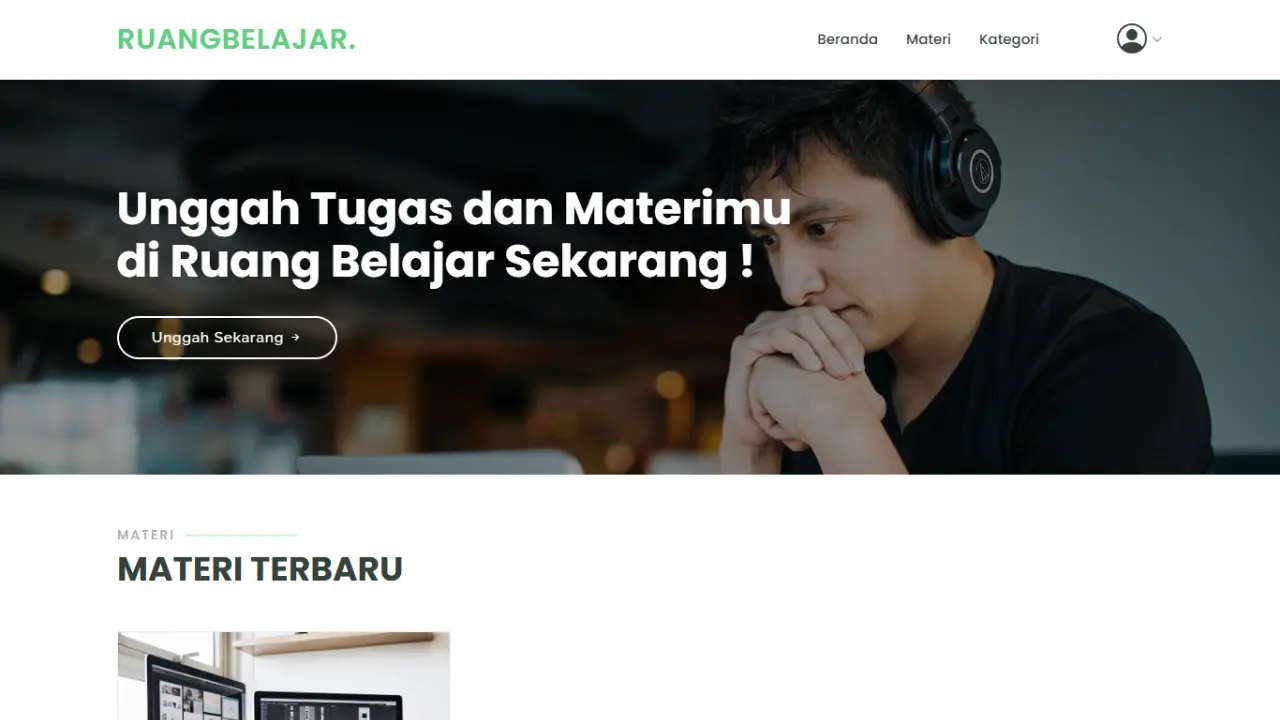 RUANGBELAJAR.
Beranda Materi Kategori
Unggah Tugas dan Materimu
di Ruang Belajar Sekarang !
Unggah Sekarang →
MATERI
MATERI TERBARU